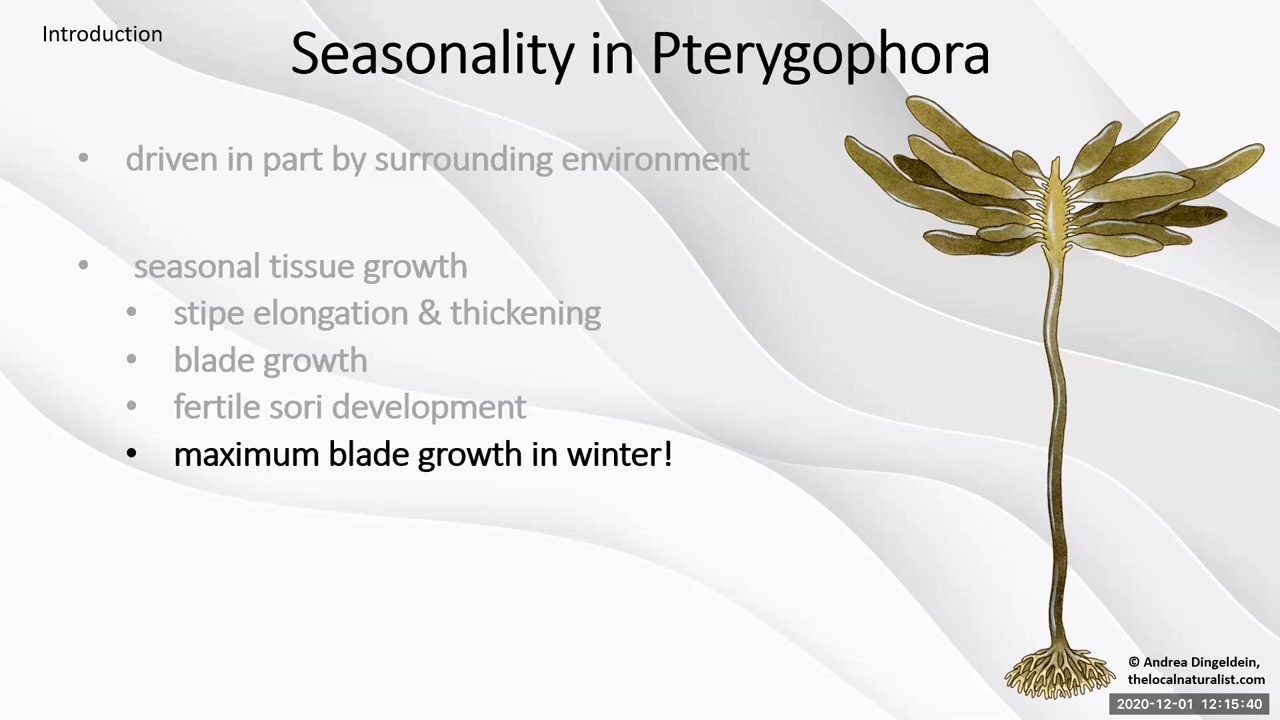 Introduction
Seasonality in Pterygophora
• driven in part by surrounding environment
• seasonal tissue growth
• stipe elongation & thickening
• blade growth
• fertile sori development
• maximum blade growth in winter!
© Andrea Dingeldein,
thelocalnaturalist.com
2020-12-01 12:15:40